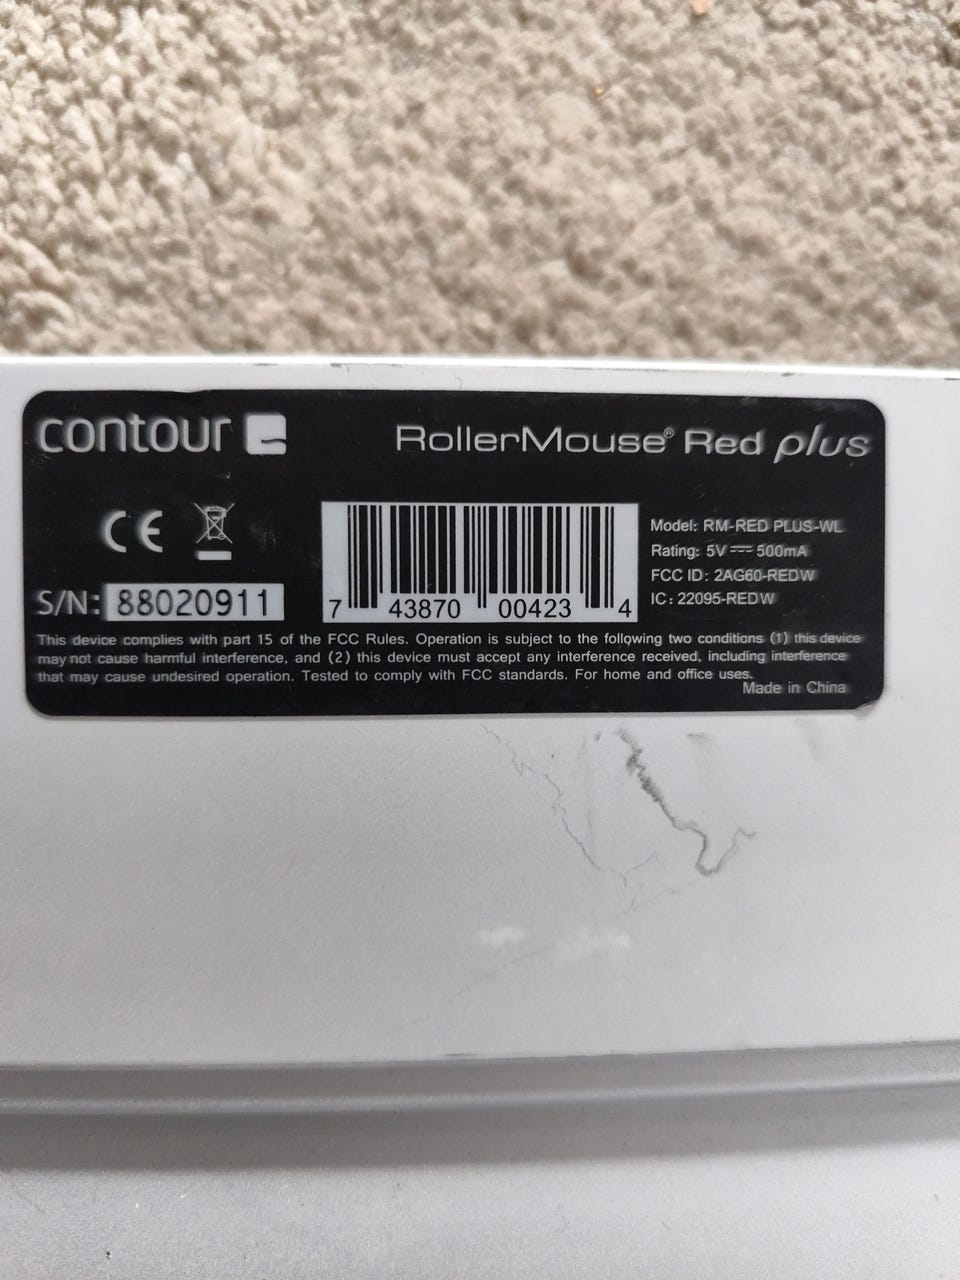 contour
RollerMouse® Red plus
CE
S/N: 88020911
7 43870 00423 4
Model: RM-RED PLUS-WL
Rating: 5V ⎓ 500mA
FCC ID: 2AG60-REDW
IC: 22095-REDW
This device complies with part 15 of the FCC Rules. Operation is subject to the following two conditions (1) this device
may not cause harmful interference, and (2) this device must accept any interference received, including interference
that may cause undesired operation. Tested to comply with FCC standards. For home and office uses.
Made in China